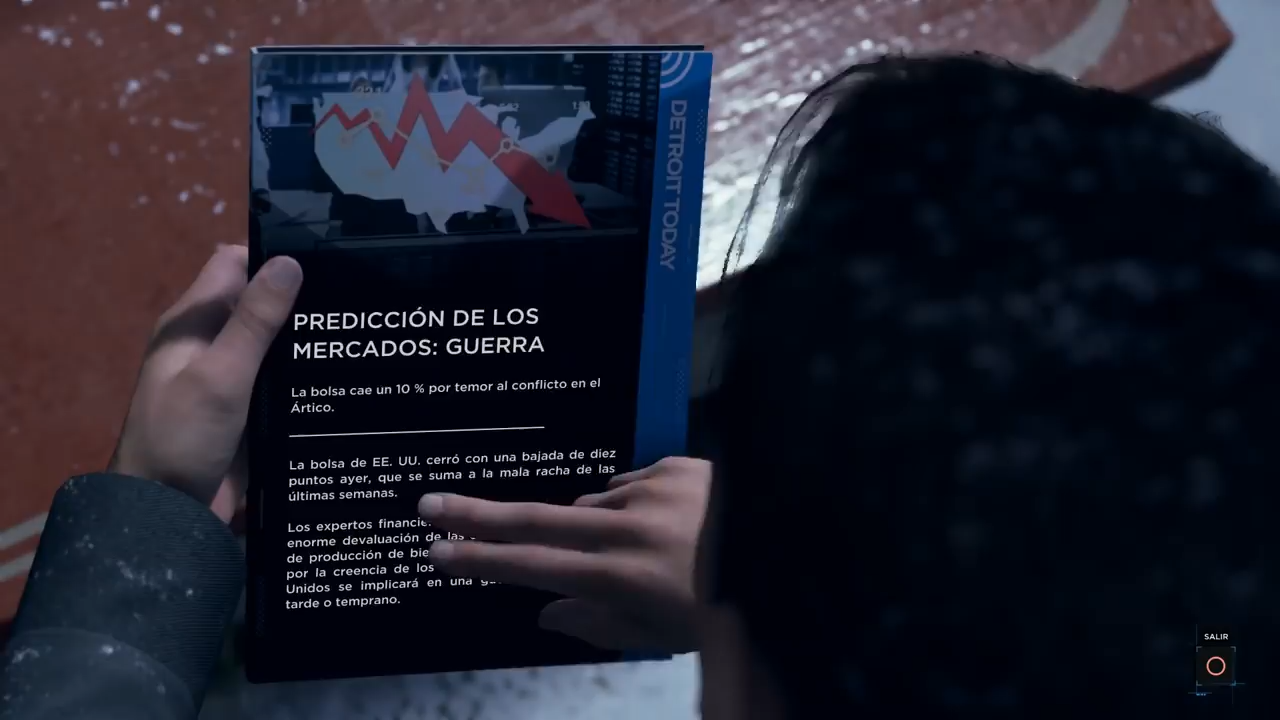 DETROIT TODAY
PREDICCIÓN DE LOS
MERCADOS: GUERRA
La bolsa cae un 10 % por temor al conflicto en el
Ártico.
La bolsa de EE. UU. cerró con una bajada de diez
puntos ayer, que se suma a la mala racha de las
últimas semanas.
Los expertos
enorme devaluación de las
de producción de
por la creencia de los
Unidos se implicará en una
tarde o temprano.
SALIR